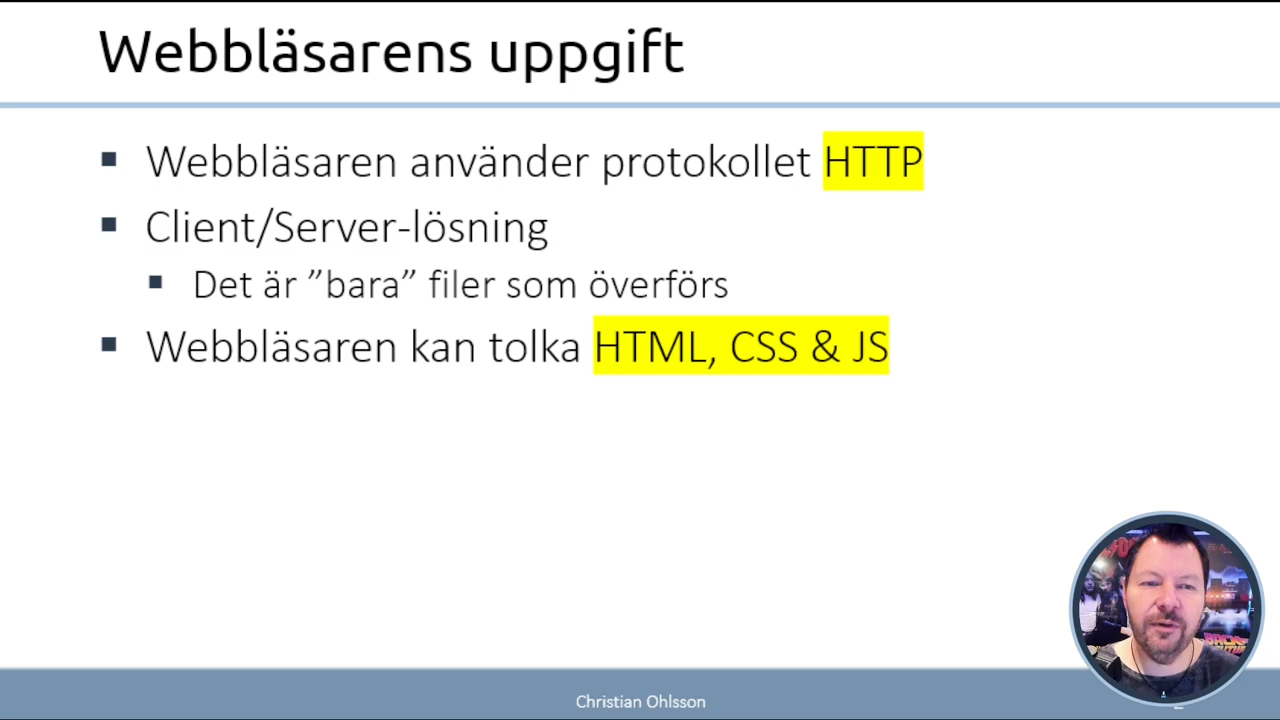 Webbläsarens uppgift
Webbläsaren använder protokollet HTTP
Client/Server-lösning
Det är ”bara” filer som överförs
Webbläsaren kan tolka HTML, CSS & JS
Christian Ohlsson